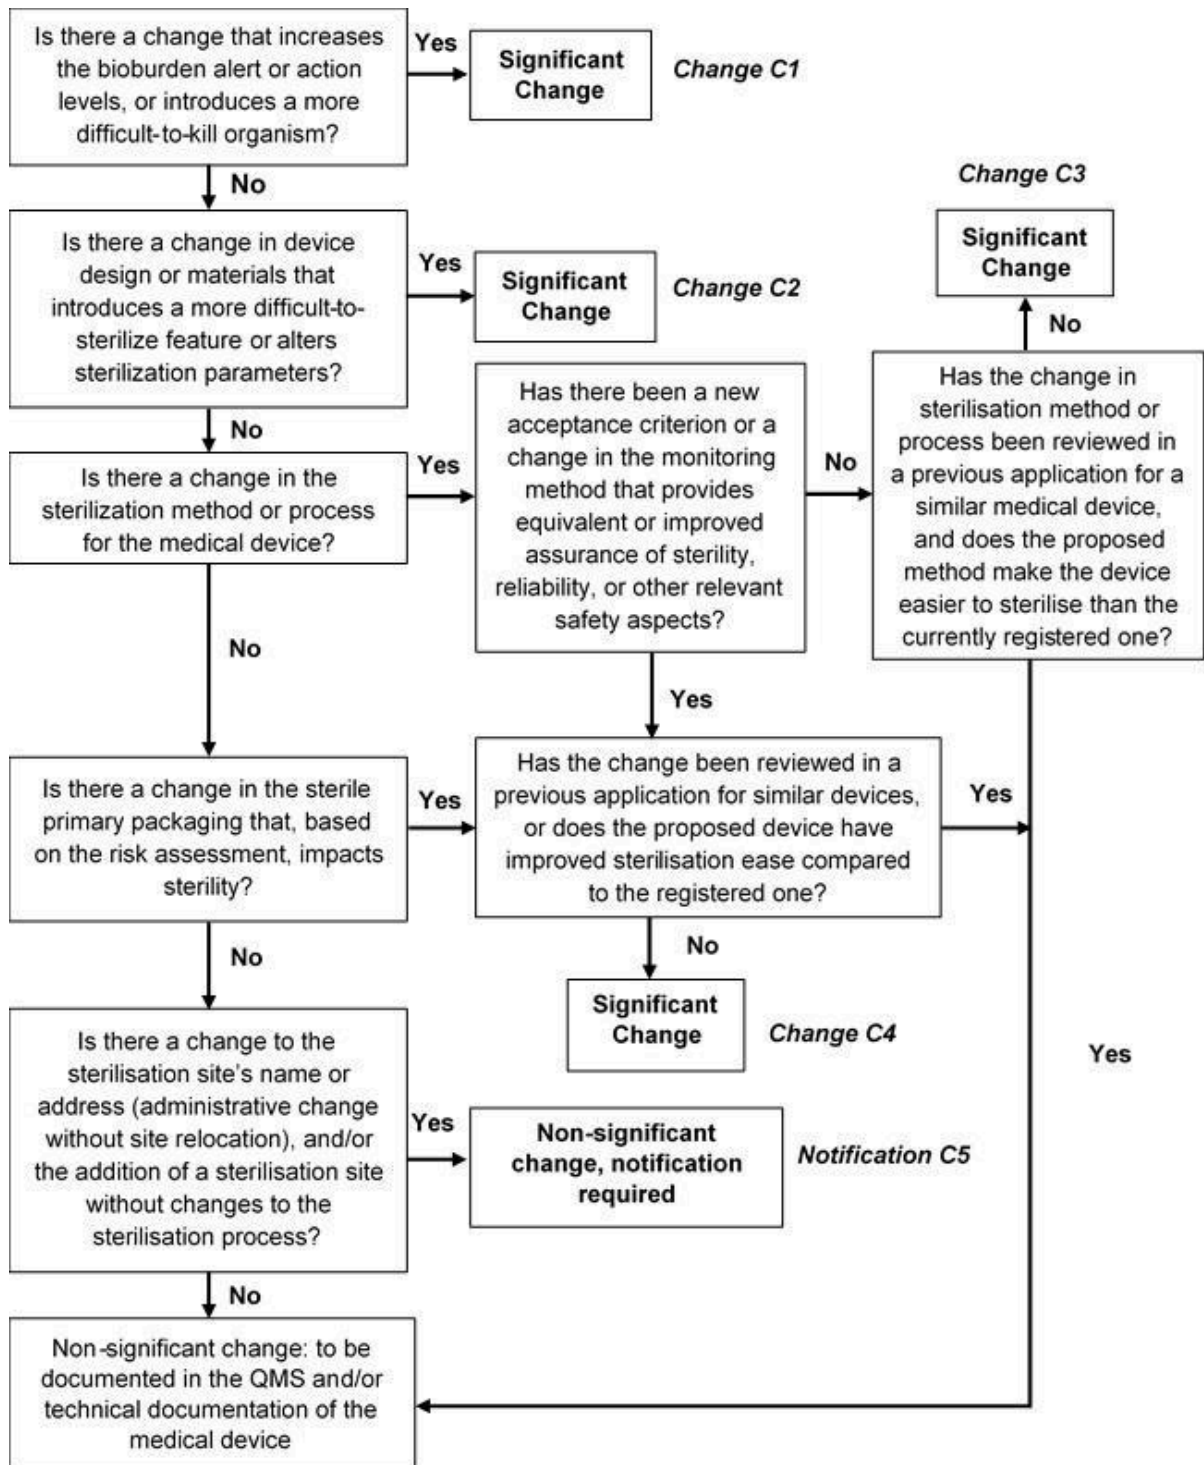 Is there a change that increases
the bioburden alert or action
levels, or introduces a more
difficult-to-kill organism?
Yes
Significant
Change
Change C1
No
Is there a change in device
design or materials that
introduces a more difficult-to-
sterilize feature or alters
sterilization parameters?
Yes
Significant
Change
Change C2
No
Is there a change in the
sterilization method or process
for the medical device?
Yes
Has there been a new
acceptance criterion or a
change in the monitoring
method that provides
equivalent or improved
assurance of sterility,
reliability, or other relevant
safety aspects?
No
Has the change in
sterilisation method or
process been reviewed in
a previous application for a
similar medical device,
and does the proposed
method make the device
easier to sterilise than the
currently registered one?
No
Significant
Change
Change C3
No
Yes
Is there a change in the sterile
primary packaging that, based
on the risk assessment, impacts
sterility?
Yes
Has the change been reviewed in a
previous application for similar devices,
or does the proposed device have
improved sterilisation ease compared
to the registered one?
Yes
No
Significant
Change
Change C4
Yes
No
Is there a change to the
sterilisation site's name or
address (administrative change
without site relocation), and/or
the addition of a sterilisation site
without changes to the
sterilisation process?
Yes
Non-significant
change, notification
required
Notification C5
No
Non-significant change: to be
documented in the QMS and/or
technical documentation of the
medical device